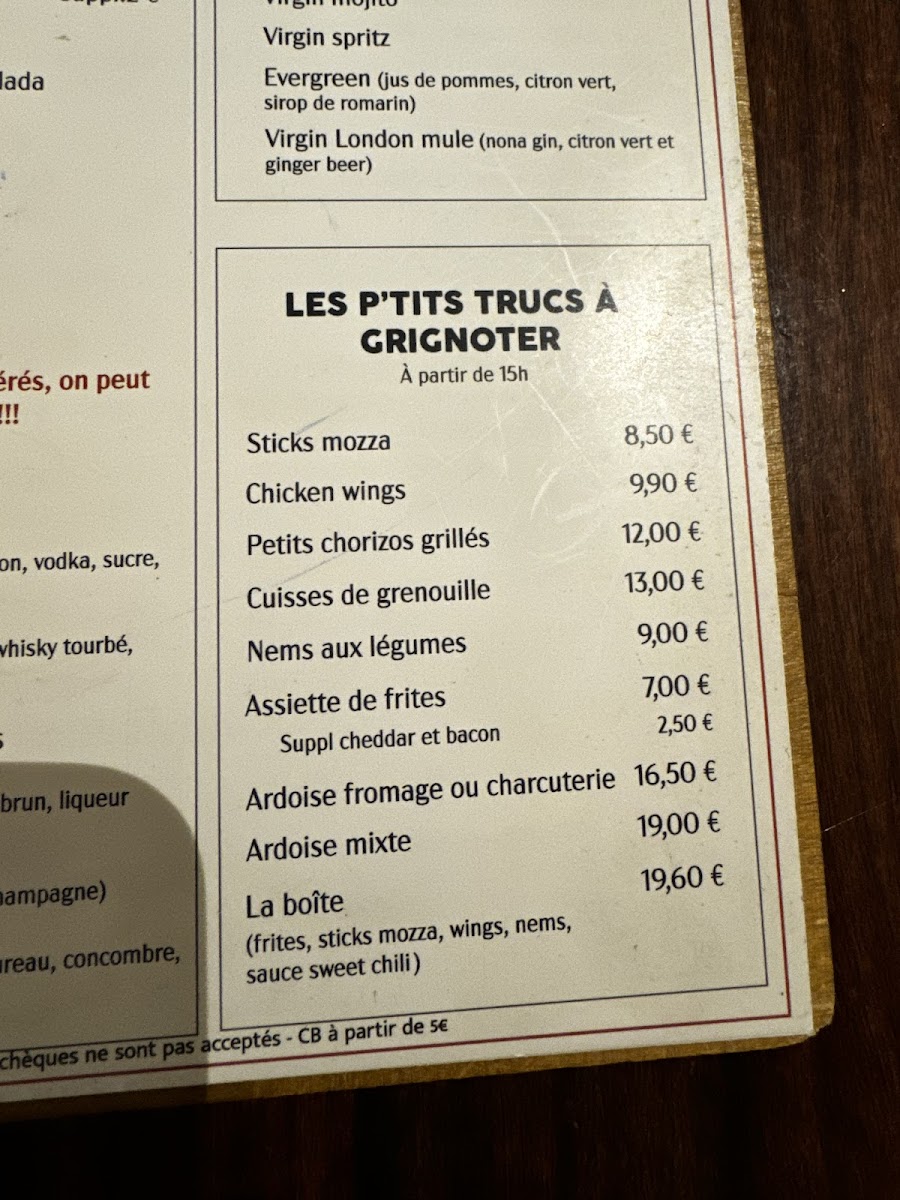 lada
érés, on peut
!!!
on, vodka, sucre,
whisky tourbé,
s
brun, liqueur
hampagne)
ureau, concombre,
Virgin mojito
Virgin spritz
Evergreen (jus de pommes, citron vert,
sirop de romarin)
Virgin London mule (nona gin, citron vert et
ginger beer)
LES P'TITS TRUCS À
GRIGNOTER
À partir de 15h
Sticks mozza 8,50 €
Chicken wings 9,90 €
Petits chorizos grillés 12,00 €
Cuisses de grenouille 13,00 €
Nems aux légumes 9,00 €
Assiette de frites 7,00 €
Suppl cheddar et bacon 2,50 €
Ardoise fromage ou charcuterie 16,50 €
Ardoise mixte 19,00 €
La boîte 19,60 €
(frites, sticks mozza, wings, nems,
sauce sweet chili)
chèques ne sont pas acceptés - CB à partir de 5€